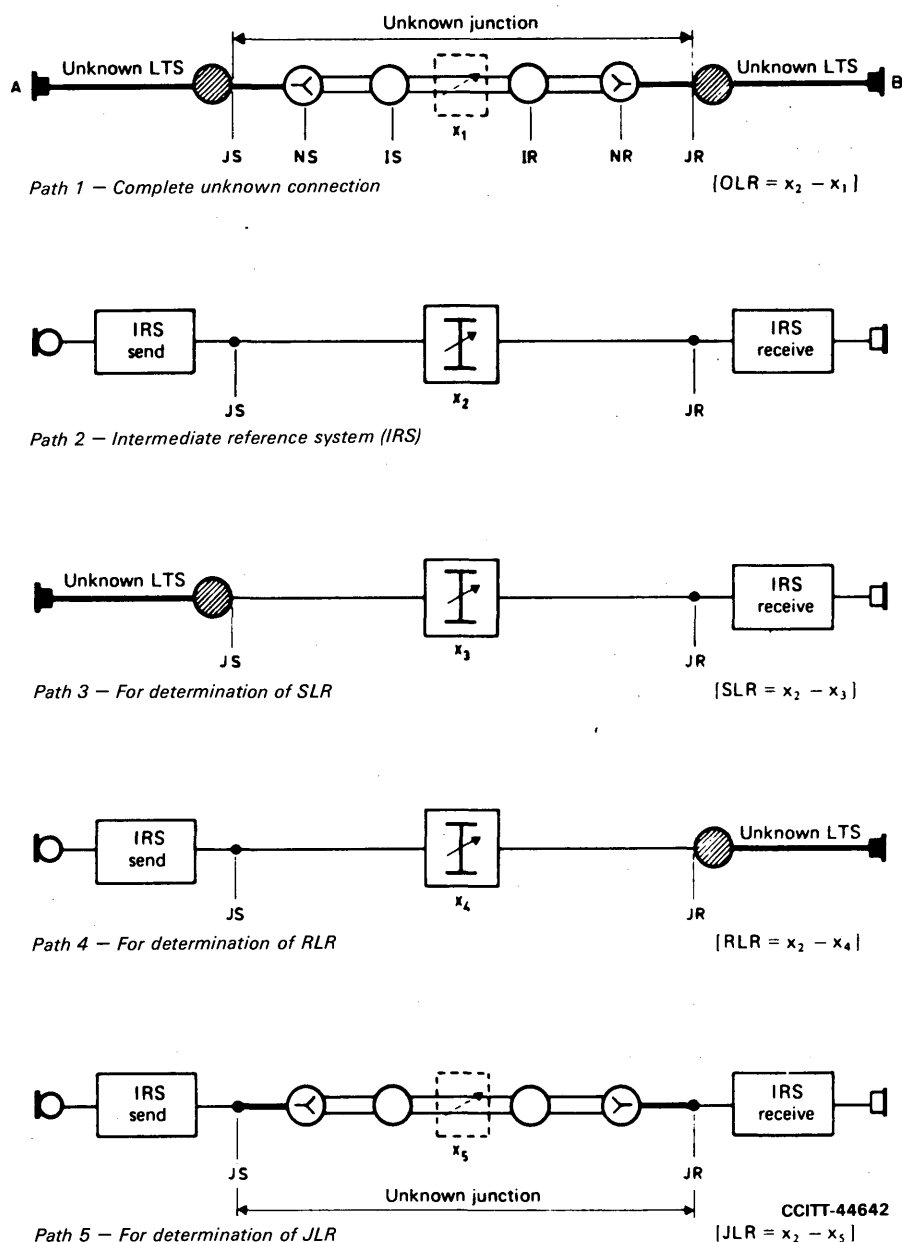 Unknown junction
A Unknown LTS Unknown LTS B
x₁
JS NS IS IR NR JR
Path 1 — Complete unknown connection [OLR = x₂ − x₁]
IRS send IRS receive
x₂
JS JR
Path 2 — Intermediate reference system (IRS)
Unknown LTS IRS receive
x₃
JS JR
Path 3 — For determination of SLR [SLR = x₂ − x₃]
IRS send Unknown LTS
x₄
JS JR
Path 4 — For determination of RLR [RLR = x₂ − x₄]
IRS send IRS receive
x₅
JS JR
Unknown junction
CCITT-44642
Path 5 — For determination of JLR [JLR = x₂ − x₅]